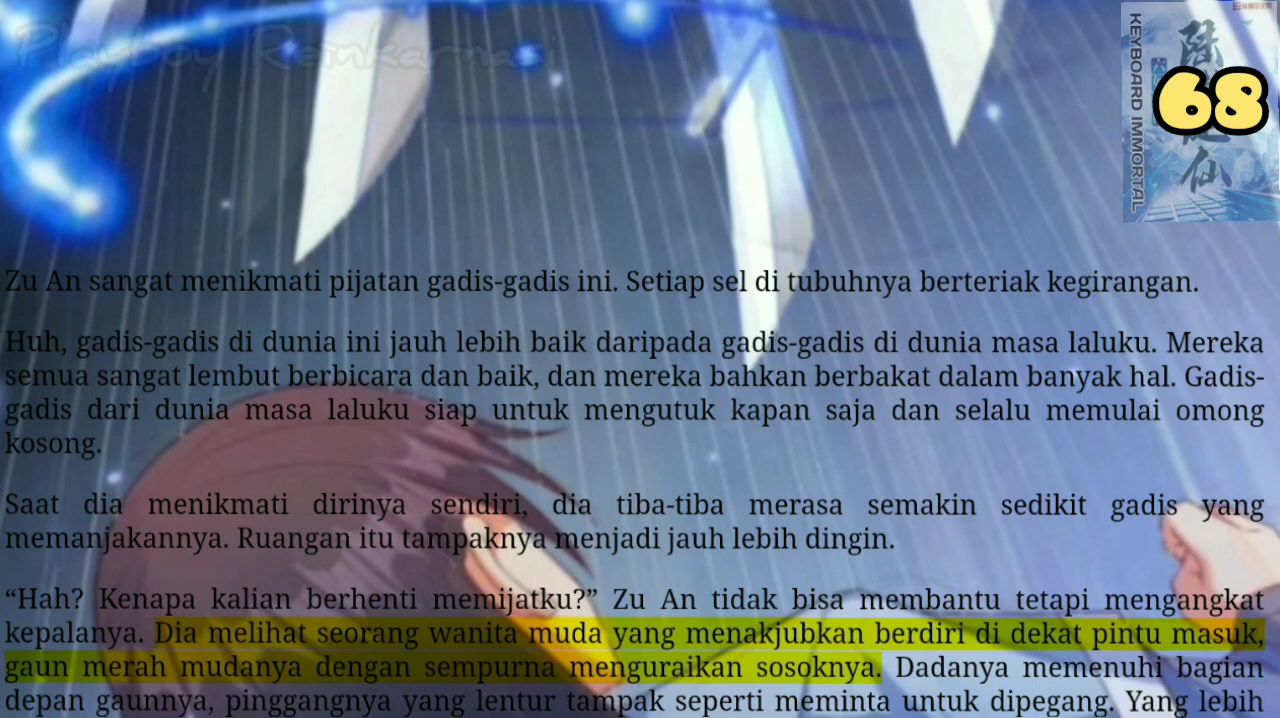 Playboy Reinkarnasi
KEYBOARD IMMORTAL
68
仙
Zu An sangat menikmati pijatan gadis-gadis ini. Setiap sel di tubuhnya berteriak kegirangan.
Huh, gadis-gadis di dunia ini jauh lebih baik daripada gadis-gadis di dunia masa laluku. Mereka
semua sangat lembut berbicara dan baik, dan mereka bahkan berbakat dalam banyak hal. Gadis-
gadis dari dunia masa laluku siap untuk mengutuk kapan saja dan selalu memulai omong
kosong.
Saat dia menikmati dirinya sendiri, dia tiba-tiba merasa semakin sedikit gadis yang
memanjakannya. Ruangan itu tampaknya menjadi jauh lebih dingin.
“Hah? Kenapa kalian berhenti memijatku?” Zu An tidak bisa membantu tetapi mengangkat
kepalanya. Dia melihat seorang wanita muda yang menakjubkan berdiri di dekat pintu masuk,
gaun merah mudanya dengan sempurna menguraikan sosoknya. Dadanya memenuhi bagian
depan gaunnya, pinggangnya yang lentur tampak seperti meminta untuk dipegang. Yang lebih